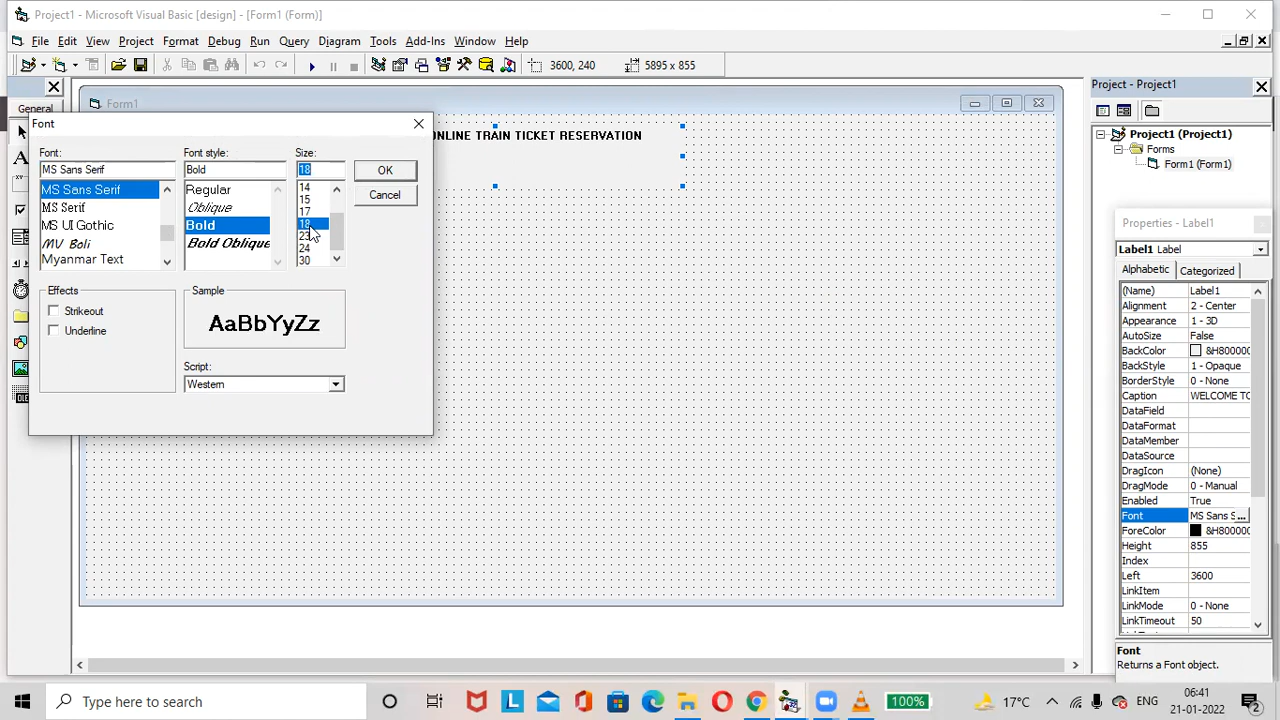 Project1 - Microsoft Visual Basic [design] - [Form1 (Form)]
File Edit View Project Format Debug Run Query Diagram Tools Add-Ins Window Help
3600, 240 5895 x 855
General
Form1
ONLINE TRAIN TICKET RESERVATION
Font
Font: Font style: Size:
MS Sans Serif Bold 18 OK
MS Sans Serif
MS Serif
MS UI Gothic
MV Boli
Myanmar Text
Regular
Oblique
Bold
Bold Oblique
14
15
17
18
23
24
30
Cancel
Effects
Strikeout
Underline
Sample
AaBbYyZz
Script:
Western
Project - Project1
Project1 (Project1)
Forms
Form1 (Form1)
Properties - Label1
Label1 Label
Alphabetic Categorized
(Name) Label1
Alignment 2 - Center
Appearance 1 - 3D
AutoSize False
BackColor &H800000
BackStyle 1 - Opaque
BorderStyle 0 - None
Caption WELCOME TO
DataField
DataFormat
DataMember
DataSource
DragIcon (None)
DragMode 0 - Manual
Enabled True
Font MS Sans S ...
ForeColor &H800000
Height 855
Index
Left 3600
LinkItem
LinkMode 0 - None
LinkTimeout 50
Font
Returns a Font object.
Type here to search
100%
17°C
ENG
06:41
21-01-2022
2